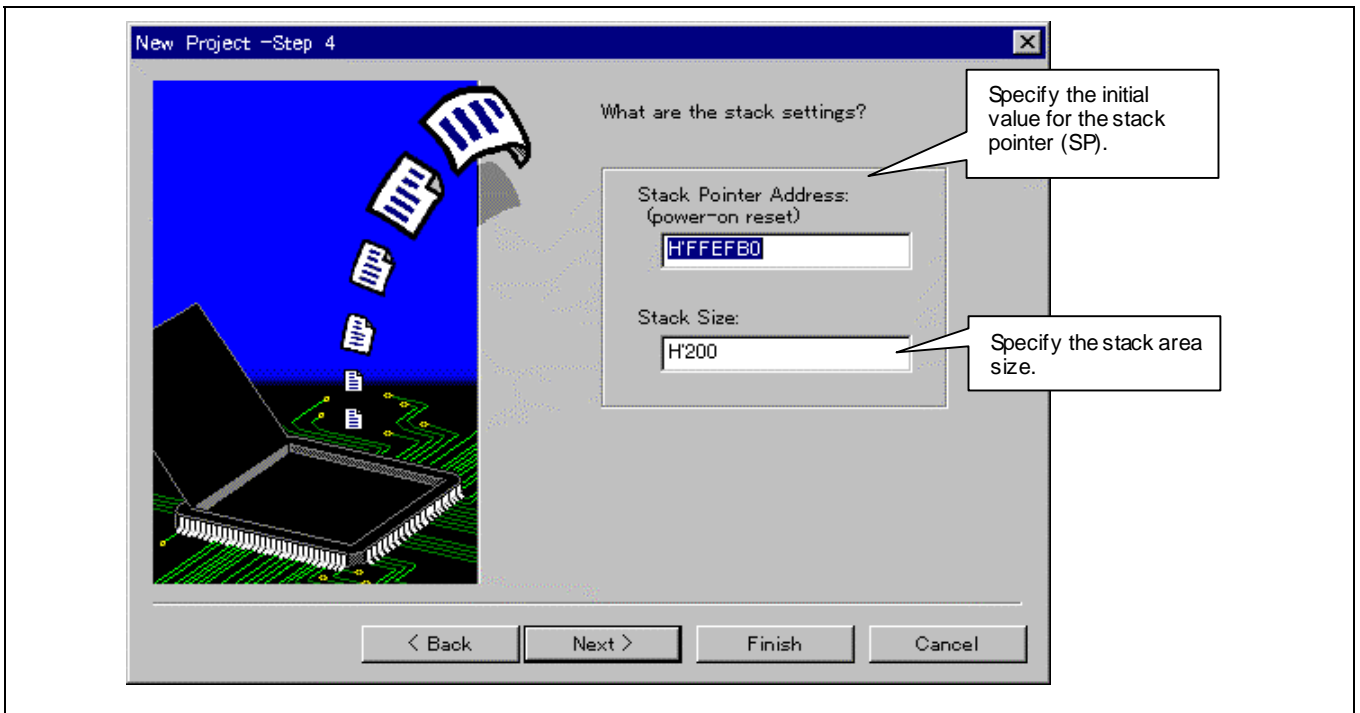 New Project -Step 4
What are the stack settings?
Specify the initial
value for the stack
pointer (SP).
Stack Pointer Address:
(power-on reset)
H'FFEFB0
Stack Size:
H'200
Specify the stack area
size.
< Back
Next >
Finish
Cancel